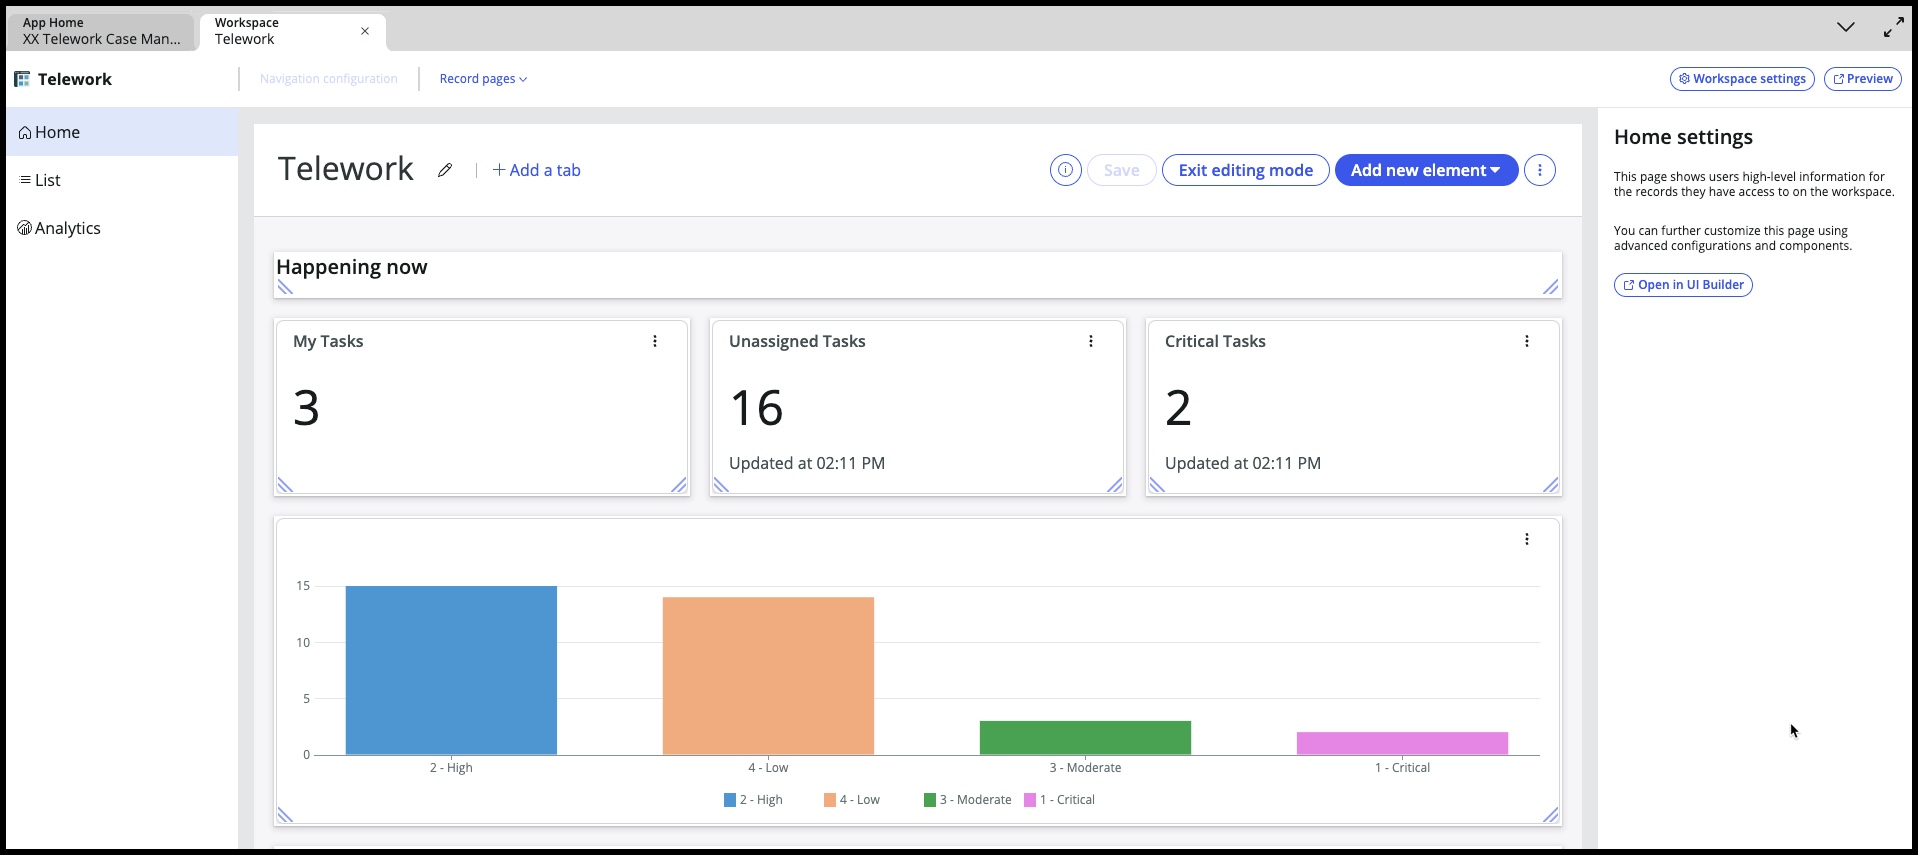 App Home
XX Telework Case Man...
Workspace
Telework
Telework
Navigation configuration
Record pages
Workspace settings
Preview
Home
List
Analytics
Telework
Add a tab
Save
Exit editing mode
Add new element
Happening now
My Tasks
3
Unassigned Tasks
16
Updated at 02:11 PM
Critical Tasks
2
Updated at 02:11 PM
15
10
5
0
2 - High
4 - Low
3 - Moderate
1 - Critical
2 - High
4 - Low
3 - Moderate
1 - Critical
Home settings
This page shows users high-level information for
the records they have access to on the workspace.
You can further customize this page using
advanced configurations and components.
Open in UI Builder